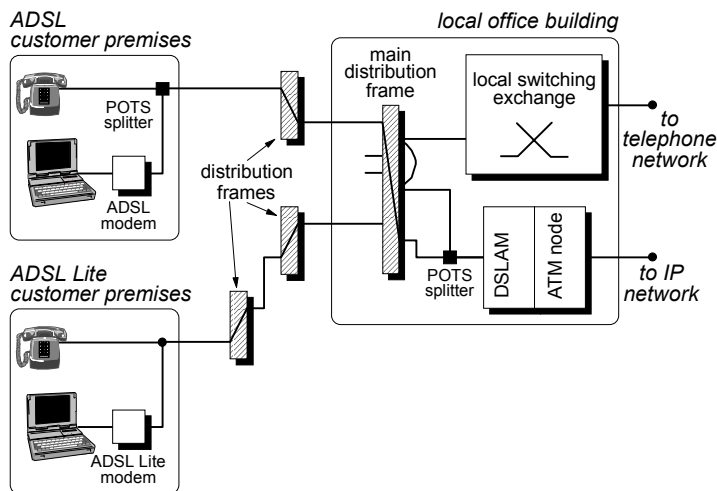 ADSL
customer premises
POTS
splitter
ADSL
modem
distribution
frames
ADSL Lite
customer premises
ADSL Lite
modem
local office building
main
distribution
frame
local switching
exchange
to
telephone
network
POTS
splitter
DSLAM
ATM node
to IP
network